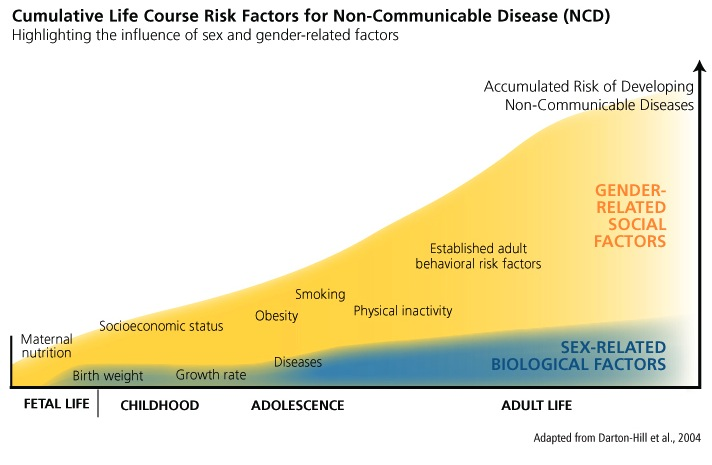 Cumulative Life Course Risk Factors for Non-Communicable Disease (NCD)
Highlighting the influence of sex and gender-related factors
Accumulated Risk of Developing
Non-Communicable Diseases
GENDER-
RELATED
SOCIAL
FACTORS
Established adult
behavioral risk factors
Smoking
Obesity
Physical inactivity
Socioeconomic status
Maternal
nutrition
Birth weight
Growth rate
Diseases
SEX-RELATED
BIOLOGICAL FACTORS
FETAL LIFE
CHILDHOOD
ADOLESCENCE
ADULT LIFE
Adapted from Darton-Hill et al., 2004